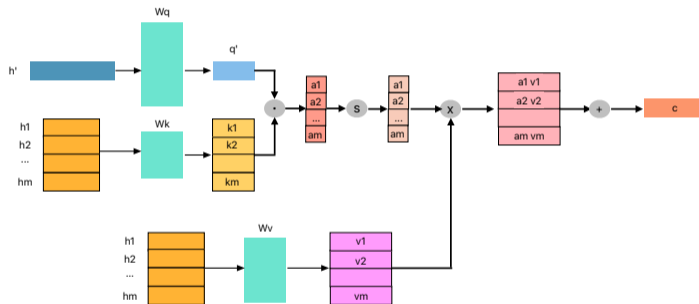 Wq
h'
q'
·
a1
a2
...
am
S
a1
a2
...
am
X
a1 v1
a2 v2
am vm
+
c
h1
h2
...
hm
Wk
k1
k2
km
h1
h2
...
hm
Wv
v1
v2
vm